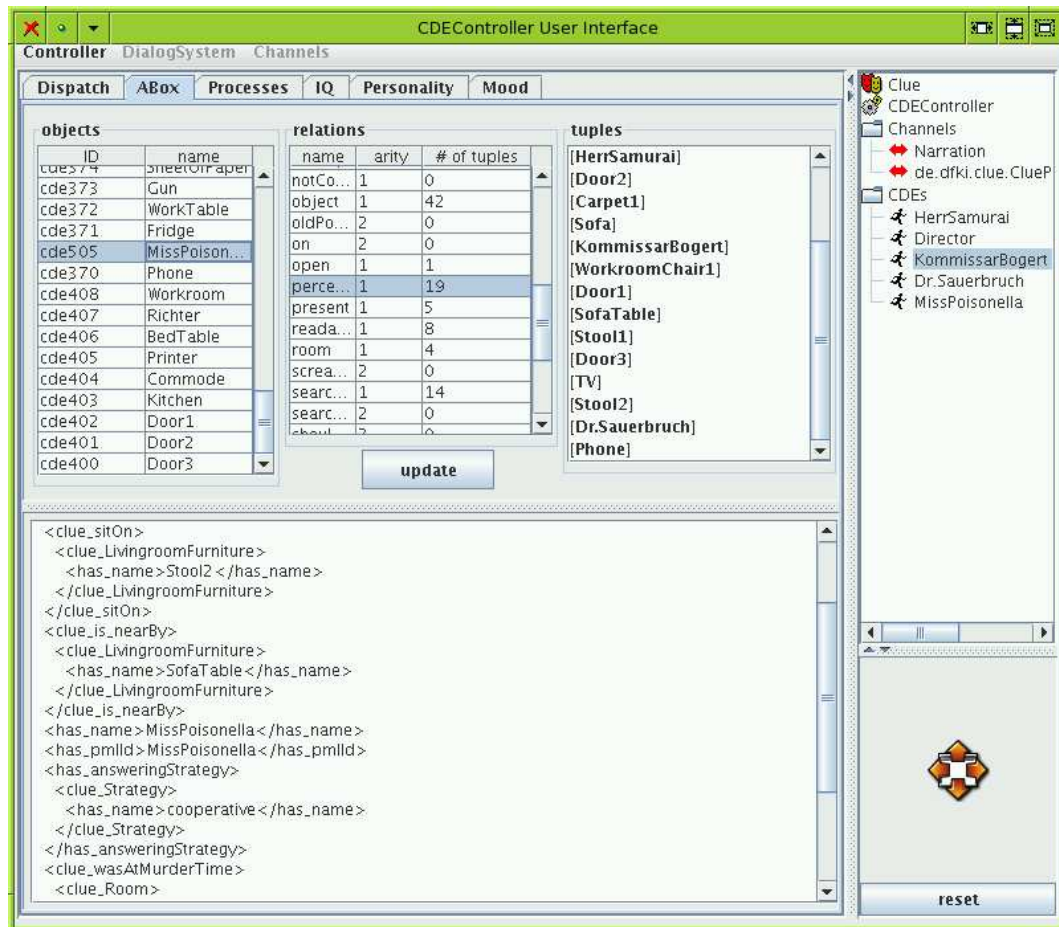 CDEController User Interface
Controller DialogSystem Channels
Dispatch ABox Processes IQ Personality Mood
objects
ID name
cde374 SheetOfPaper
cde373 Gun
cde372 WorkTable
cde371 Fridge
cde505 MissPoison...
cde370 Phone
cde408 Workroom
cde407 Richter
cde406 BedTable
cde405 Printer
cde404 Commode
cde403 Kitchen
cde402 Door1
cde401 Door2
cde400 Door3
relations
name arity # of tuples
notCo... 1 0
object 1 42
oldPo... 2 0
on 2 0
open 1 1
perce... 1 19
present 1 5
reada... 1 8
room 1 4
screa... 2 0
searc... 1 14
searc... 2 0
shoul... 2 0
update
tuples
[HerrSamurai]
[Door2]
[Carpet1]
[Sofa]
[KommissarBogert]
[WorkroomChair1]
[Door1]
[SofaTable]
[Stool1]
[Door3]
[TV]
[Stool2]
[Dr.Sauerbruch]
[Phone]
<clue_sitOn>
<clue_LivingroomFurniture>
<has_name>Stool2</has_name>
</clue_LivingroomFurniture>
</clue_sitOn>
<clue_is_nearBy>
<clue_LivingroomFurniture>
<has_name>SofaTable</has_name>
</clue_LivingroomFurniture>
</clue_is_nearBy>
<has_name>MissPoisonella</has_name>
<has_pmlId>MissPoisonella</has_pmlId>
<has_answeringStrategy>
<clue_Strategy>
<has_name>cooperative</has_name>
</clue_Strategy>
</has_answeringStrategy>
<clue_wasAtMurderTime>
<clue_Room>
Clue
CDEController
Channels
Narration
de.dfki.clue.ClueP
CDEs
HerrSamurai
Director
KommissarBogert
Dr.Sauerbruch
MissPoisonella
reset